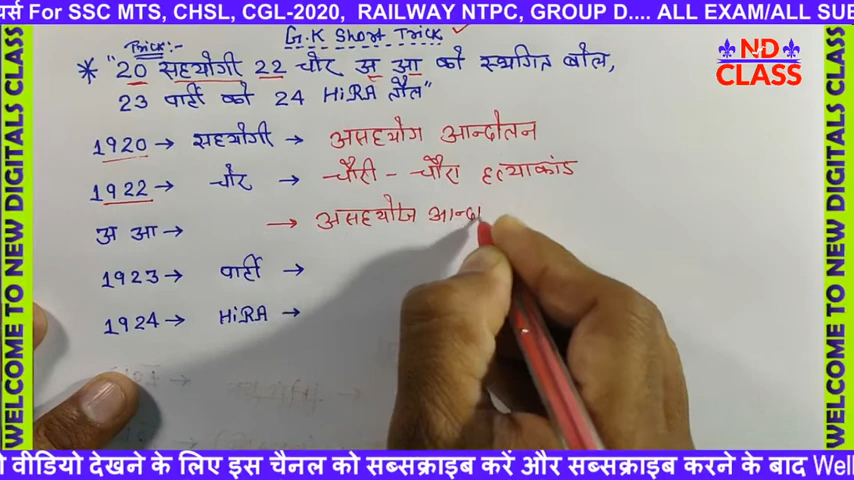 यर्स For SSC MTS, CHSL, CGL-2020, RAILWAY NTPC, GROUP D.... ALL EXAM/ALL SUB
G.K Short Trick
Trick:-
* "20 सहयोगी 22 चोर अ आ को स्थगित बोल,
23 पार्टी को 24 HiRA तौल"
1920→ सहयोगी → असहयोग आन्दोलन
1922→ चोर → चौरी - चौरा हत्याकांड
अ आ→ → असहयोग आन्दा
1923→ पार्टी →
1924→ HiRA →
ND
CLASS
WELCOME TO NEW DIGITALS CLASS
WELCOME TO NEW DIGITALS CLASS
ो वीडियो देखने के लिए इस चैनल को सब्सक्राइब करें और सब्सक्राइब करने के बाद Well